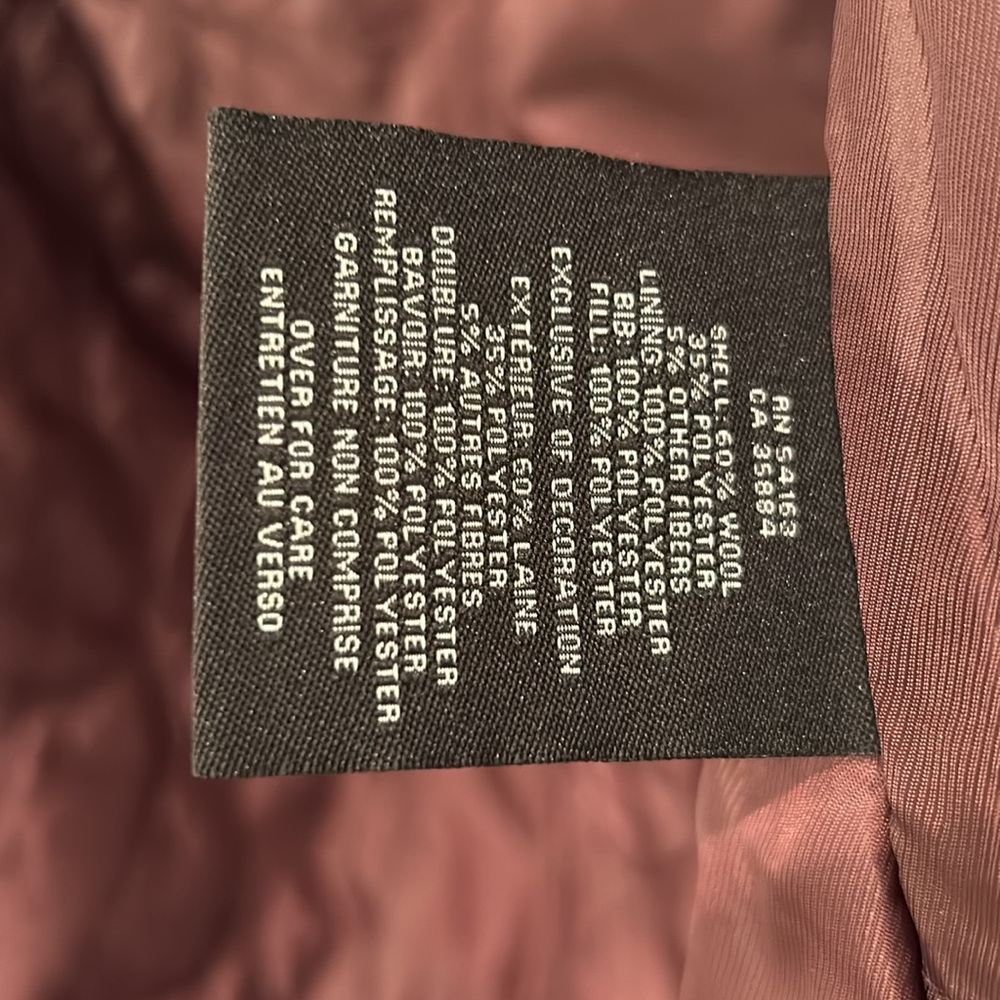 RN 54163
CA 35884
SHELL: 60% WOOL
35% POLYESTER
5% OTHER FIBERS
LINING: 100% POLYESTER
BIB: 100% POLYESTER
FILL: 100% POLYESTER
EXCLUSIVE OF DECORATION
EXTÉRIEUR: 60% LAINE
35% POLYESTER
5% AUTRES FIBRES
DOUBLURE: 100% POLYESTER
BAVOIR: 100% POLYESTER
REMPLISSAGE: 100% POLYESTER
GARNITURE NON COMPRISE
OVER FOR CARE
ENTRETIEN AU VERSO